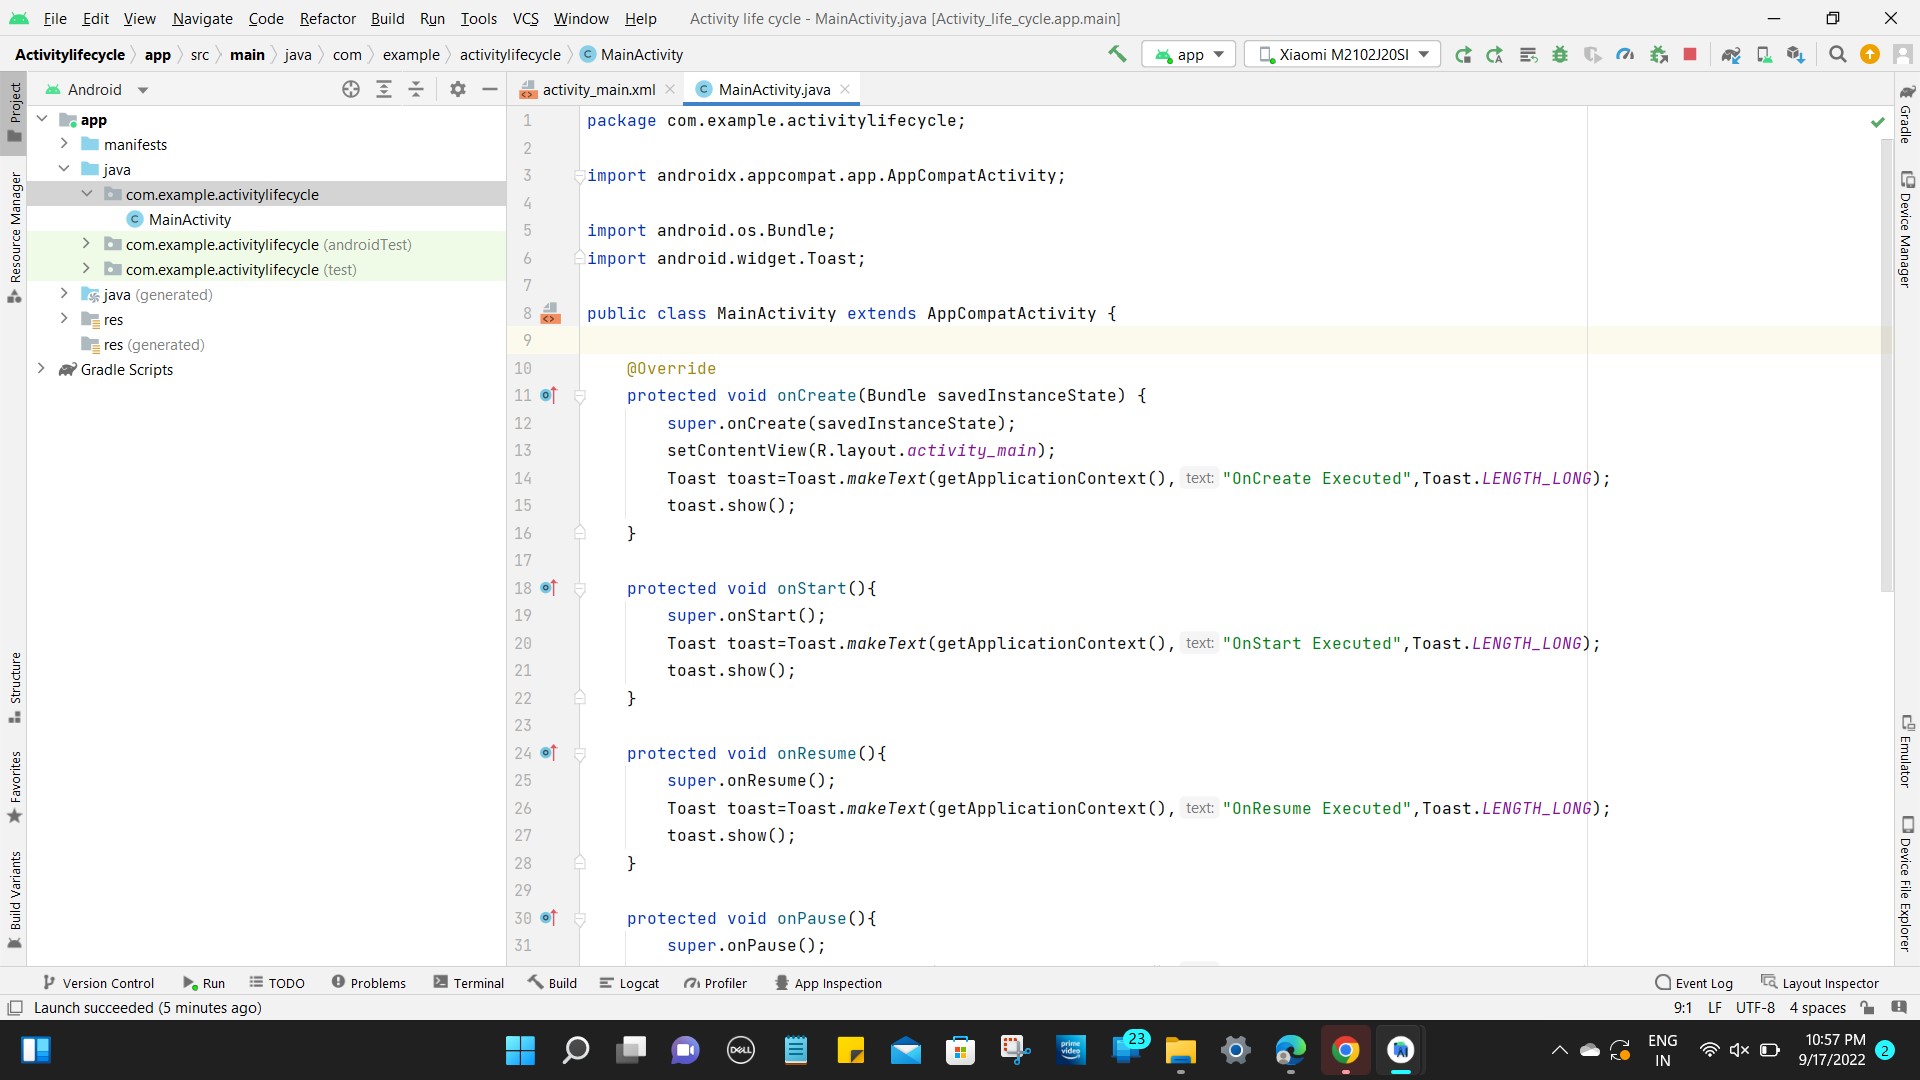 File Edit View Navigate Code Refactor Build Run Tools VCS Window Help Activity life cycle - MainActivity.java [Activity_life_cycle.app.main]
Activitylifecycle app src main java com example activitylifecycle MainActivity app Xiaomi M2102J20SI
Android
activity_main.xml MainActivity.java
app
manifests
java
com.example.activitylifecycle
MainActivity
com.example.activitylifecycle (androidTest)
com.example.activitylifecycle (test)
java (generated)
res
res (generated)
Gradle Scripts
Project
Resource Manager
Structure
Favorites
Build Variants
1 package com.example.activitylifecycle;
2
3 import androidx.appcompat.app.AppCompatActivity;
4
5 import android.os.Bundle;
6 import android.widget.Toast;
7
8 public class MainActivity extends AppCompatActivity {
9
10 @Override
11 protected void onCreate(Bundle savedInstanceState) {
12 super.onCreate(savedInstanceState);
13 setContentView(R.layout.activity_main);
14 Toast toast=Toast.makeText(getApplicationContext(), text: "OnCreate Executed",Toast.LENGTH_LONG);
15 toast.show();
16 }
17
18 protected void onStart(){
19 super.onStart();
20 Toast toast=Toast.makeText(getApplicationContext(), text: "OnStart Executed",Toast.LENGTH_LONG);
21 toast.show();
22 }
23
24 protected void onResume(){
25 super.onResume();
26 Toast toast=Toast.makeText(getApplicationContext(), text: "OnResume Executed",Toast.LENGTH_LONG);
27 toast.show();
28 }
29
30 protected void onPause(){
31 super.onPause();
Gradle
Device Manager
Emulator
Device File Explorer
Version Control Run TODO Problems Terminal Build Logcat Profiler App Inspection Event Log Layout Inspector
Launch succeeded (5 minutes ago) 9:1 LF UTF-8 4 spaces
DELL
prime video
23
ENG
IN
10:57 PM
9/17/2022
2